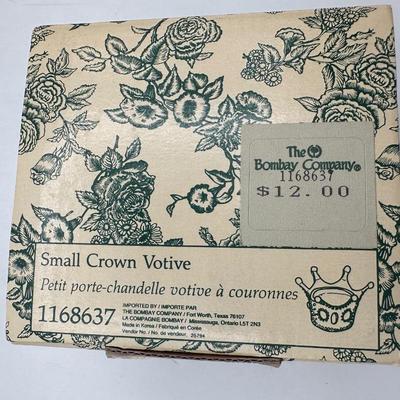 The
Bombay Company®
1168637
$12.00
Small Crown Votive
Petit porte-chandelle votive à couronnes
1168637
IMPORTED BY / IMPORTE PAR
THE BOMBAY COMPANY / Fort Worth, Texas 76107
LA COMPAGNIE BOMBAY / Mississauga, Ontario L5T 2N3
Made in Korea / Fabriqué en Corée
Vendor No. / No. de vendeur. 25794